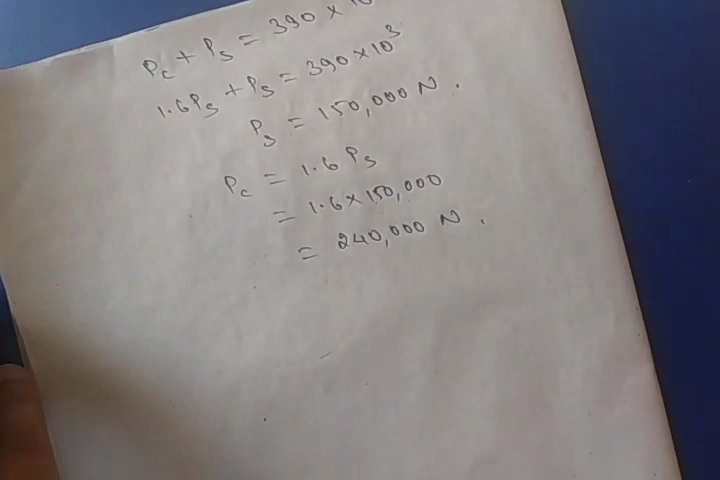 Pc + Ps = 390 × 10
1.6Ps + Ps = 390 × 10³
Ps = 150,000 N.
Pc = 1.6 Ps
= 1.6 × 150,000
= 240,000 N.